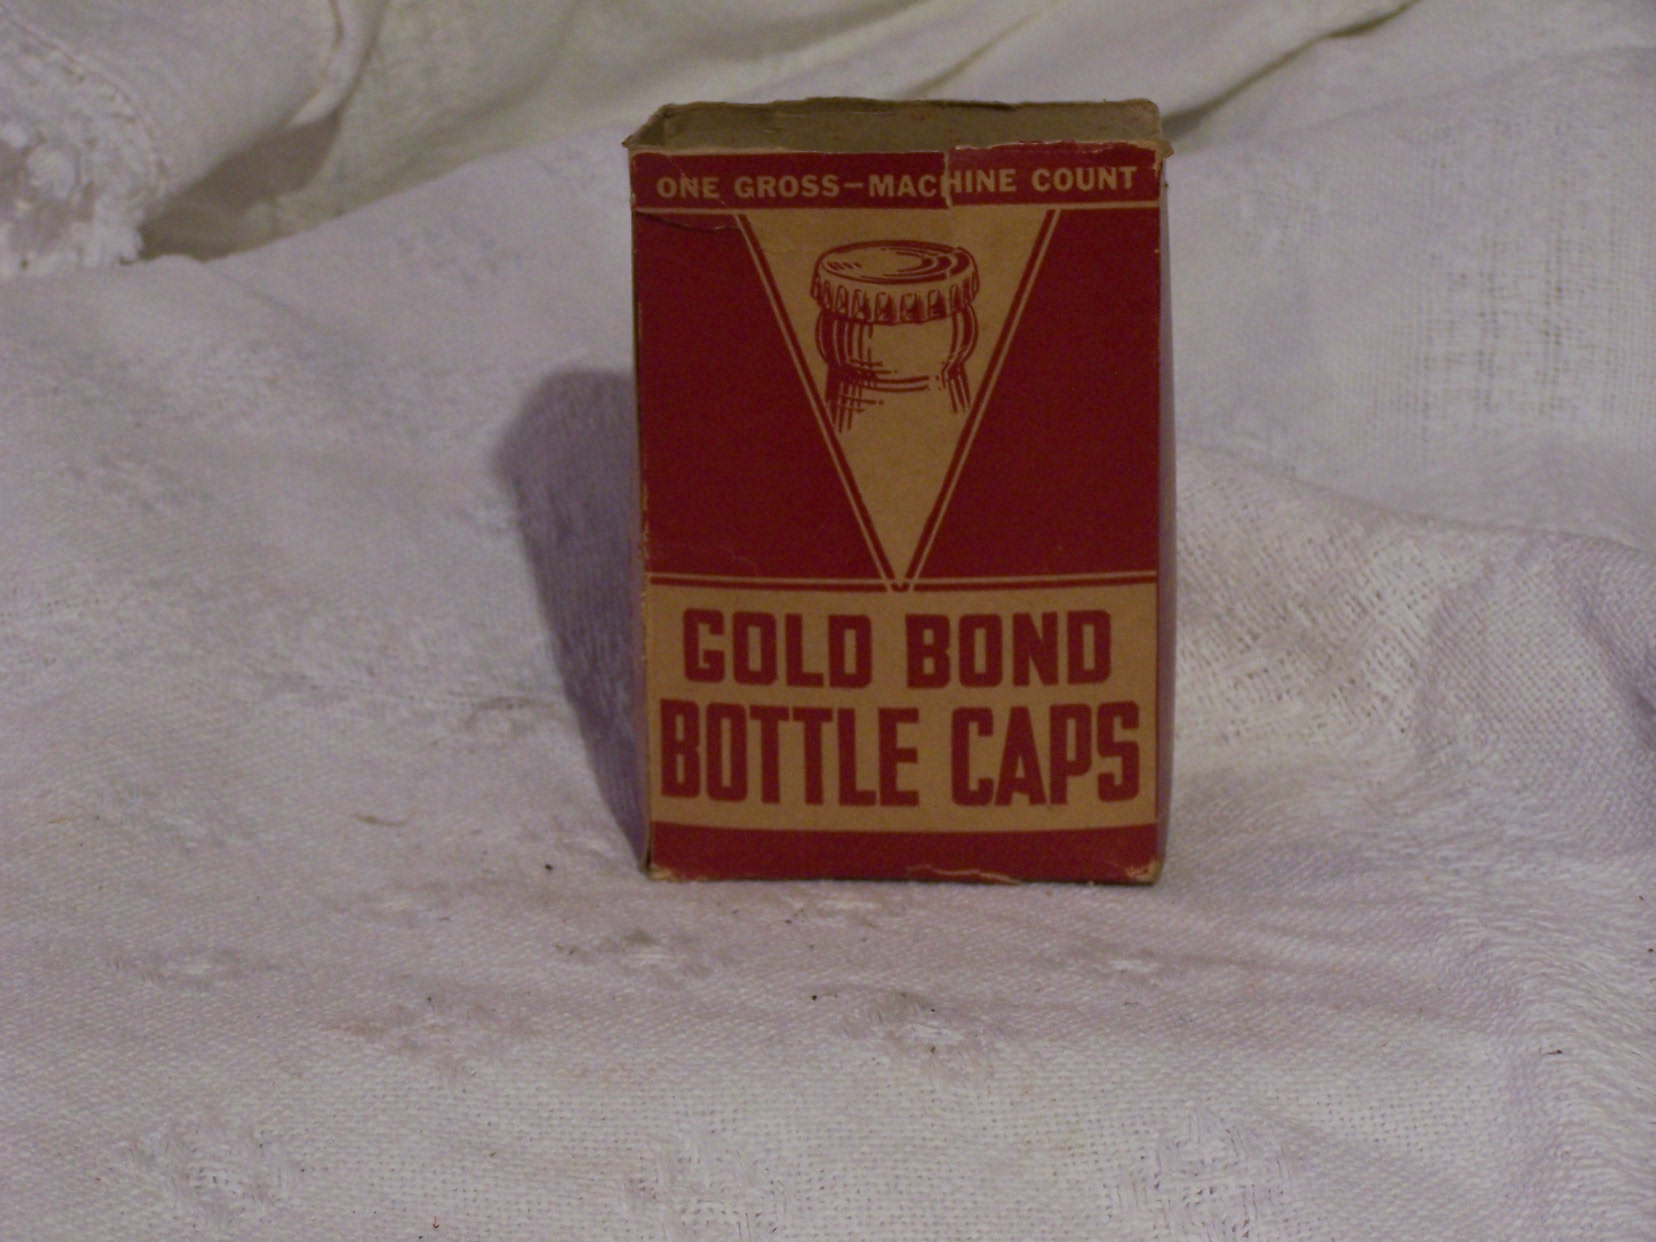 ONE GROSS—MACHINE COUNT
GOLD BOND
BOTTLE CAPS